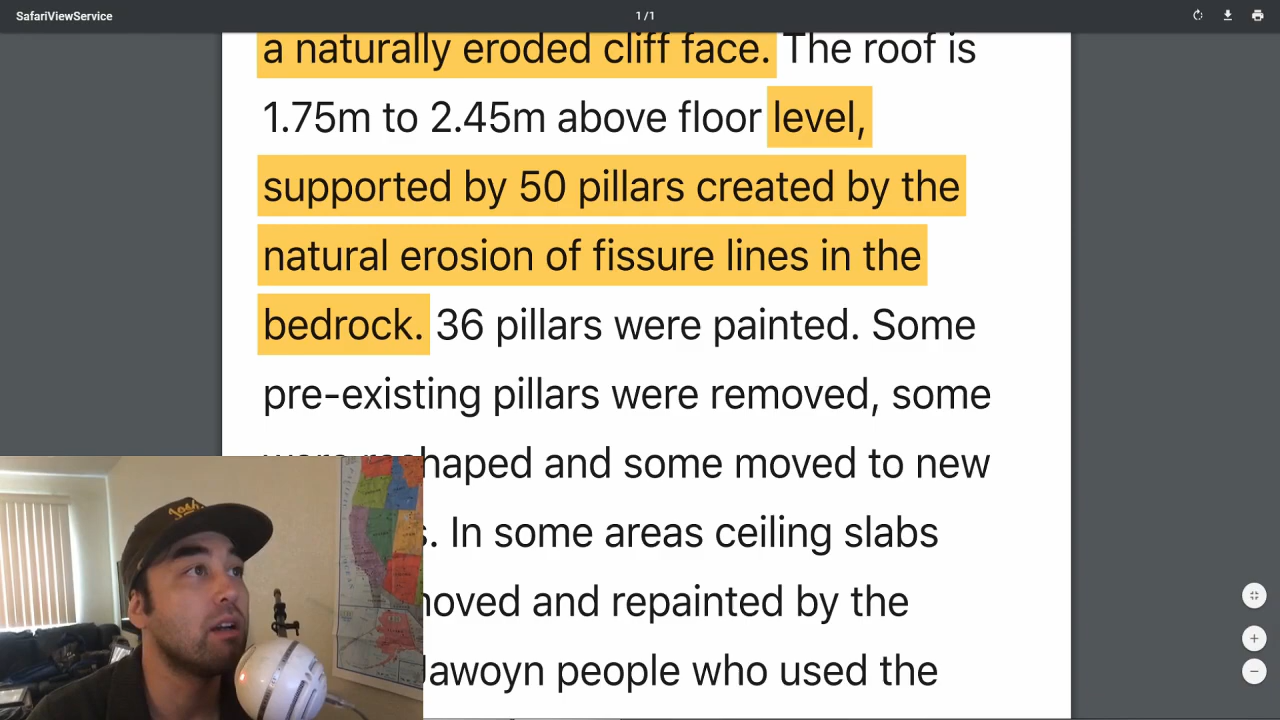 SafariViewService
1 / 1
a naturally eroded cliff face. The roof is
1.75m to 2.45m above floor level,
supported by 50 pillars created by the
natural erosion of fissure lines in the
bedrock. 36 pillars were painted. Some
pre-existing pillars were removed, some
were reshaped and some moved to new
. In some areas ceiling slabs
and repainted by the
Jawoyn people who used the